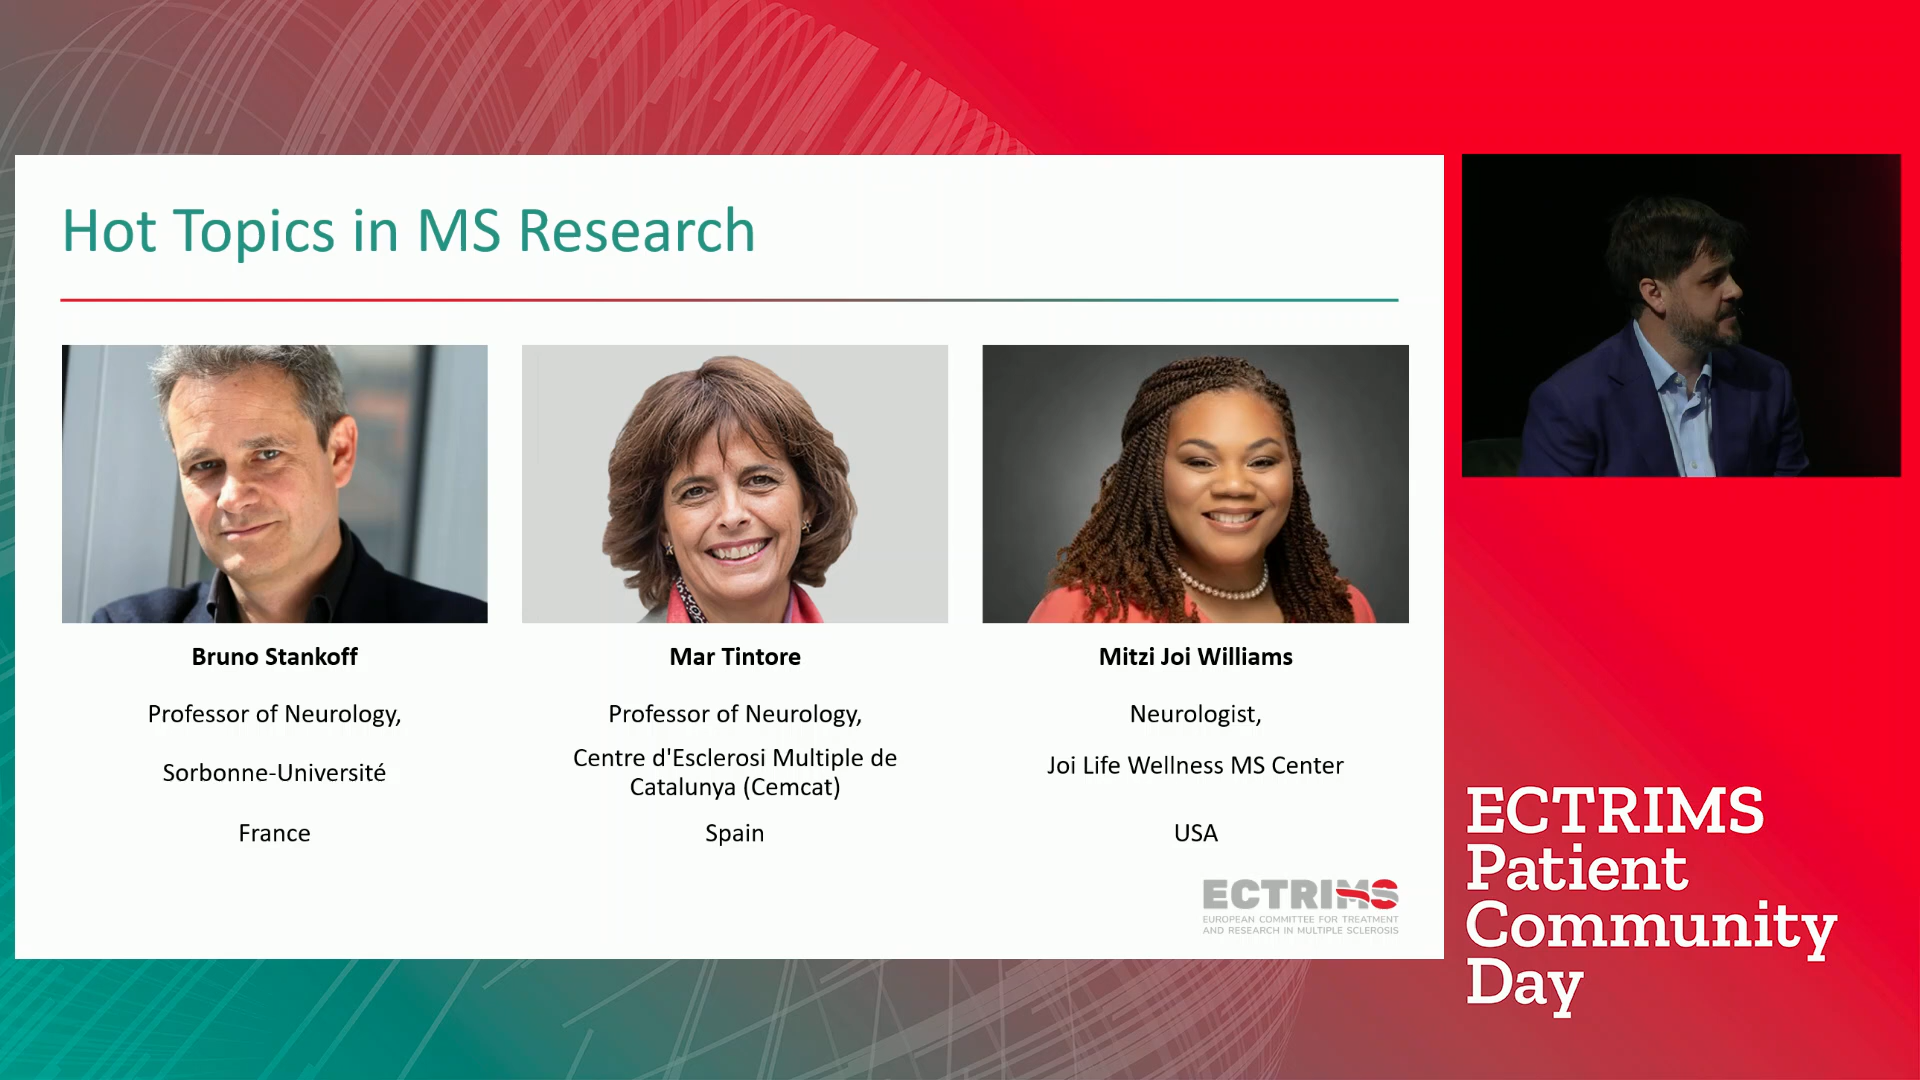 Hot Topics in MS Research
Bruno Stankoff
Professor of Neurology,
Sorbonne-Université
France
Mar Tintore
Professor of Neurology,
Centre d'Esclerosi Multiple de
Catalunya (Cemcat)
Spain
Mitzi Joi Williams
Neurologist,
Joi Life Wellness MS Center
USA
ECTRIMS
EUROPEAN COMMITTEE FOR TREATMENT
AND RESEARCH IN MULTIPLE SCLEROSIS
ECTRIMS
Patient
Community
Day